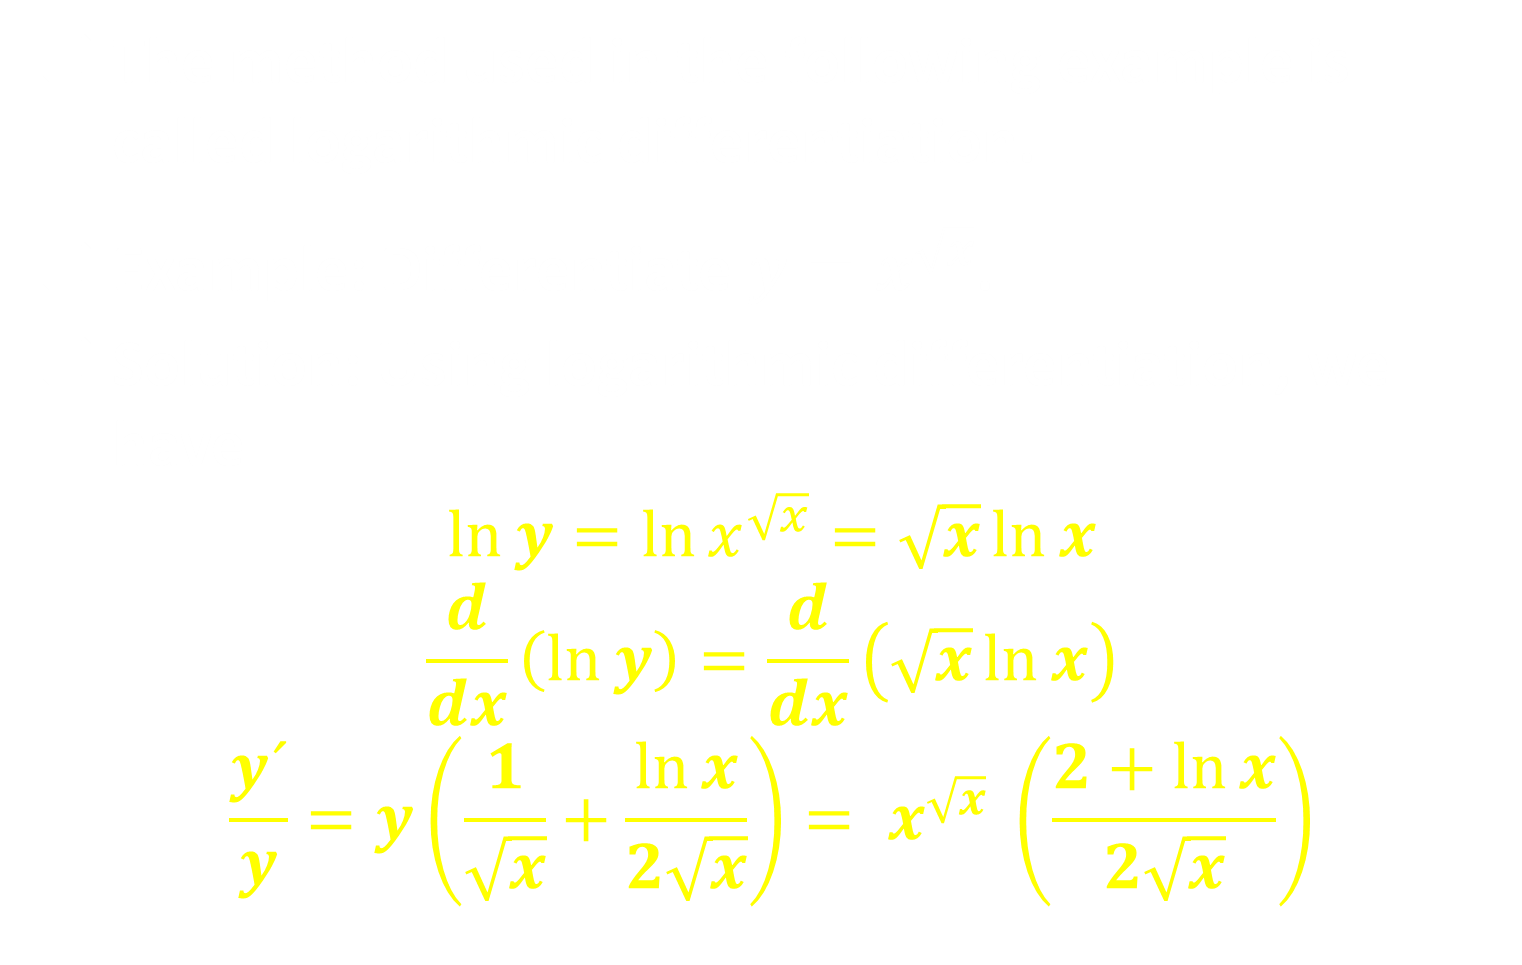 ln y = ln x^√x = √x ln x
d/dx (ln y) = d/dx (√x ln x)
y´/y = y (1/√x + ln x/2√x) = x^√x (2 + ln x/2√x)